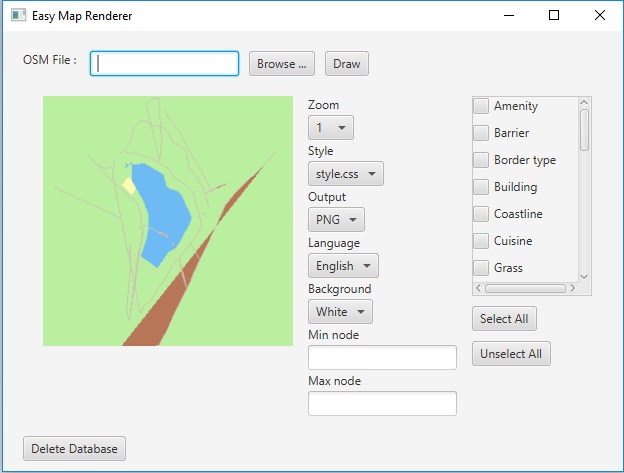 Easy Map Renderer
OSM File :
Browse ...
Draw
Zoom
1
Style
style.css
Output
PNG
Language
English
Background
White
Min node
Max node
Amenity
Barrier
Border type
Building
Coastline
Cuisine
Grass
Select All
Unselect All
Delete Database